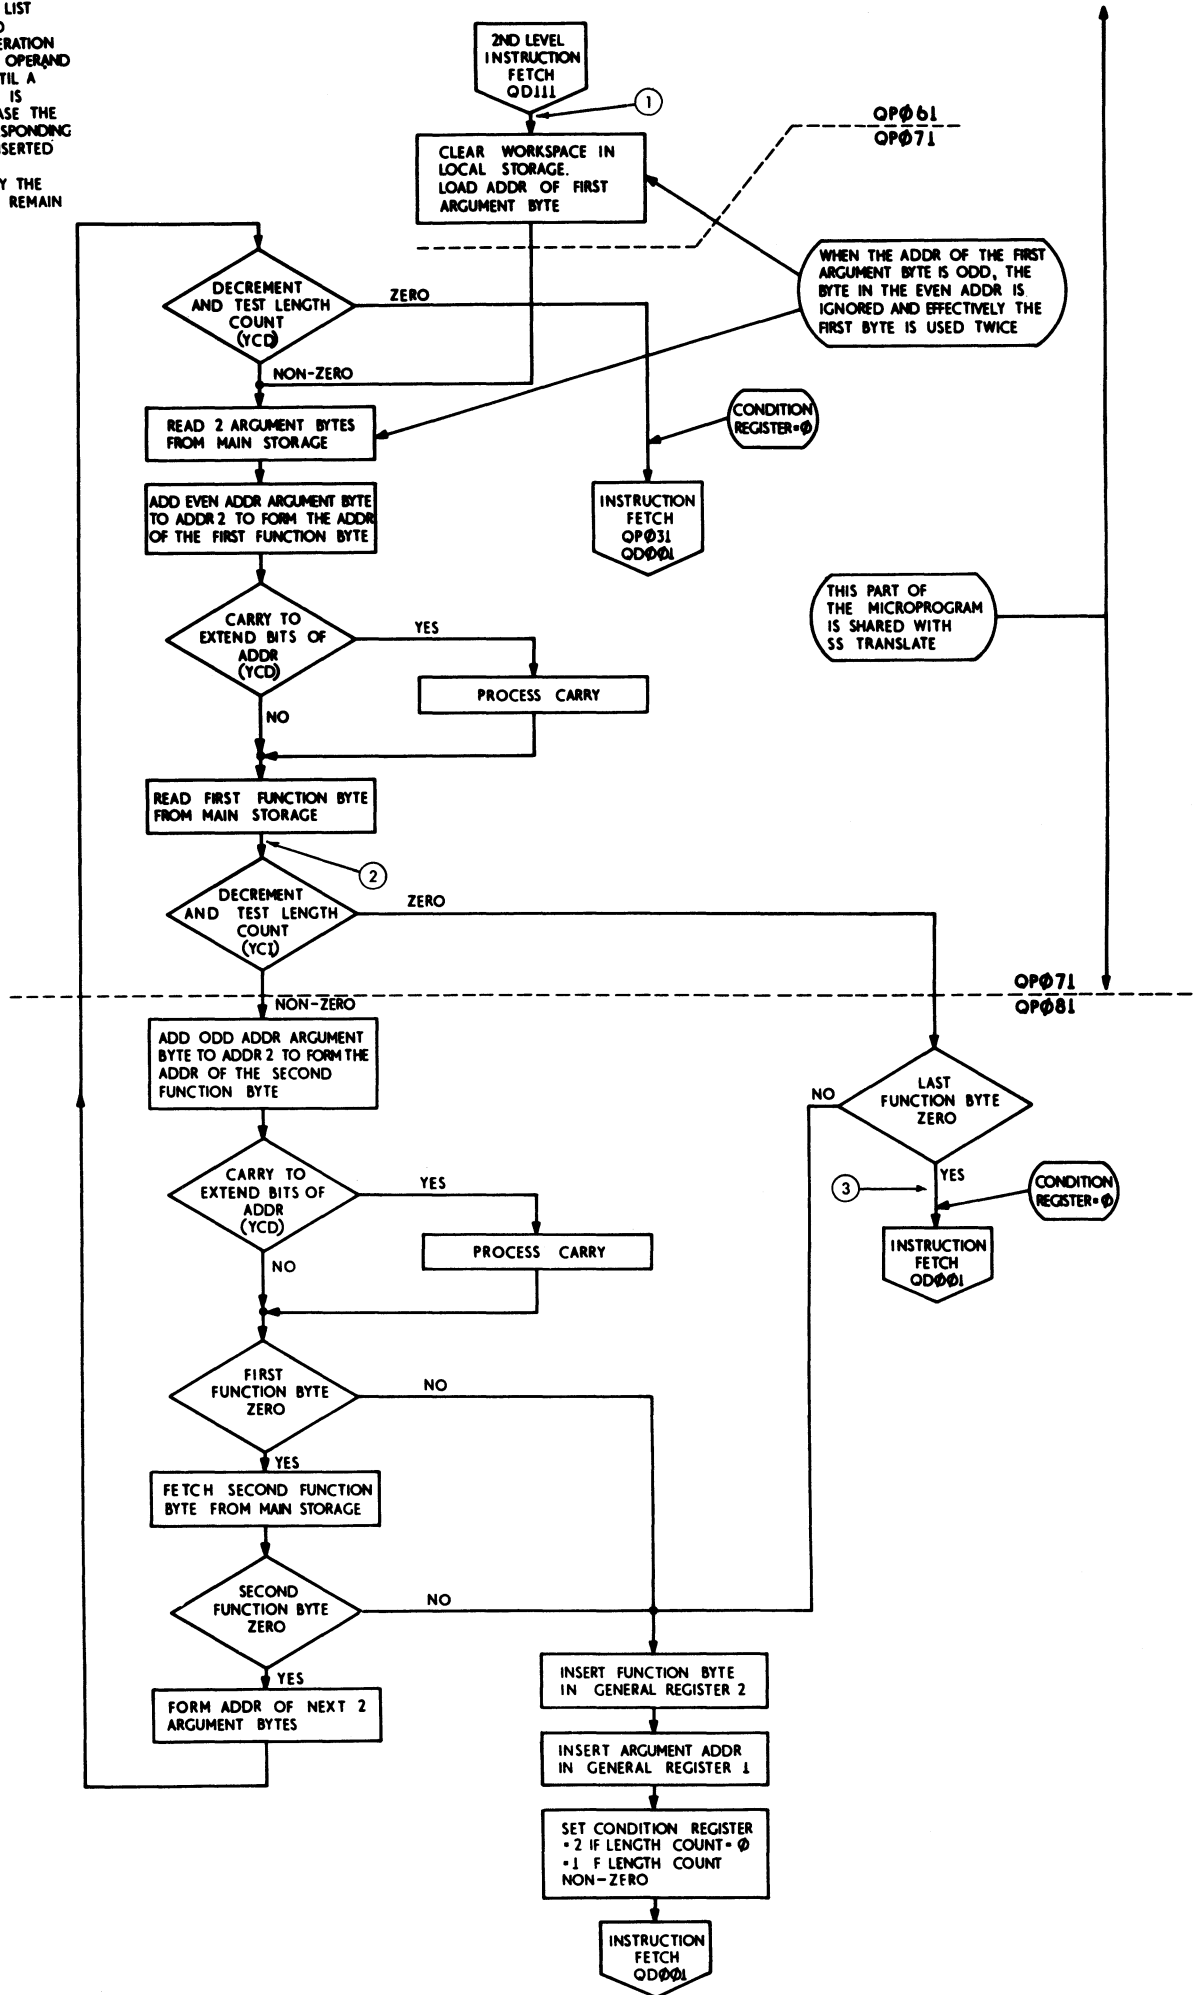 LIST
ERATION
OPERAND
TIL A
IS
ASE THE
SPONDING
SERTED
Y THE
REMAIN
2ND LEVEL
INSTRUCTION
FETCH
QD111
1
QPØ61
QPØ71
CLEAR WORKSPACE IN
LOCAL STORAGE.
LOAD ADDR OF FIRST
ARGUMENT BYTE
WHEN THE ADDR OF THE FIRST
ARGUMENT BYTE IS ODD, THE
BYTE IN THE EVEN ADDR IS
IGNORED AND EFFECTIVELY THE
FIRST BYTE IS USED TWICE
DECREMENT
AND TEST LENGTH
COUNT
(YCD)
ZERO
NON-ZERO
CONDITION
REGISTER=Ø
READ 2 ARGUMENT BYTES
FROM MAIN STORAGE
ADD EVEN ADDR ARGUMENT BYTE
TO ADDR 2 TO FORM THE ADDR
OF THE FIRST FUNCTION BYTE
INSTRUCTION
FETCH
QPØ31
QDØØ1
CARRY TO
EXTEND BITS OF
ADDR
(YCD)
YES
THIS PART OF
THE MICROPROGRAM
IS SHARED WITH
SS TRANSLATE
PROCESS CARRY
NO
READ FIRST FUNCTION BYTE
FROM MAIN STORAGE
2
DECREMENT
AND TEST LENGTH
COUNT
(YCI)
ZERO
QPØ71
QPØ81
NON-ZERO
ADD ODD ADDR ARGUMENT
BYTE TO ADDR 2 TO FORM THE
ADDR OF THE SECOND
FUNCTION BYTE
LAST
FUNCTION BYTE
ZERO
NO
YES
3
CONDITION
REGISTER=Ø
CARRY TO
EXTEND BITS OF
ADDR
(YCD)
YES
PROCESS CARRY
NO
INSTRUCTION
FETCH
QDØØ1
FIRST
FUNCTION BYTE
ZERO
NO
YES
FETCH SECOND FUNCTION
BYTE FROM MAIN STORAGE
SECOND
FUNCTION BYTE
ZERO
NO
YES
FORM ADDR OF NEXT 2
ARGUMENT BYTES
INSERT FUNCTION BYTE
IN GENERAL REGISTER 2
INSERT ARGUMENT ADDR
IN GENERAL REGISTER 1
SET CONDITION REGISTER
=2 IF LENGTH COUNT=Ø
=1 F LENGTH COUNT
NON-ZERO
INSTRUCTION
FETCH
QDØØ1